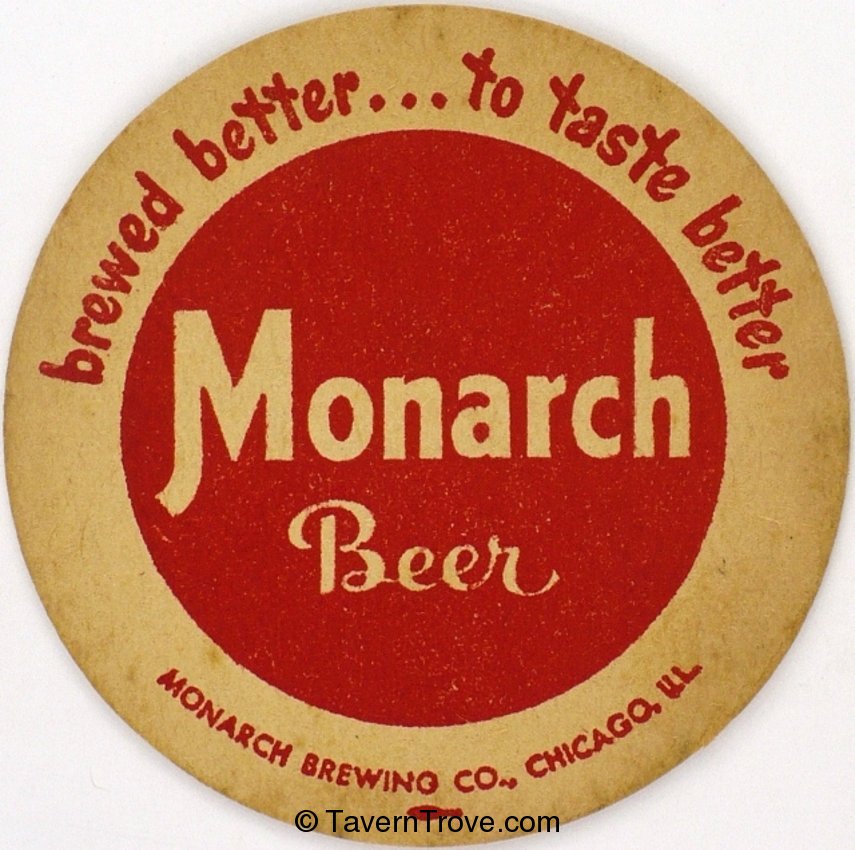 brewed better... to taste better
Monarch
Beer
MONARCH BREWING CO., CHICAGO, ILL.
© TavernTrove.com